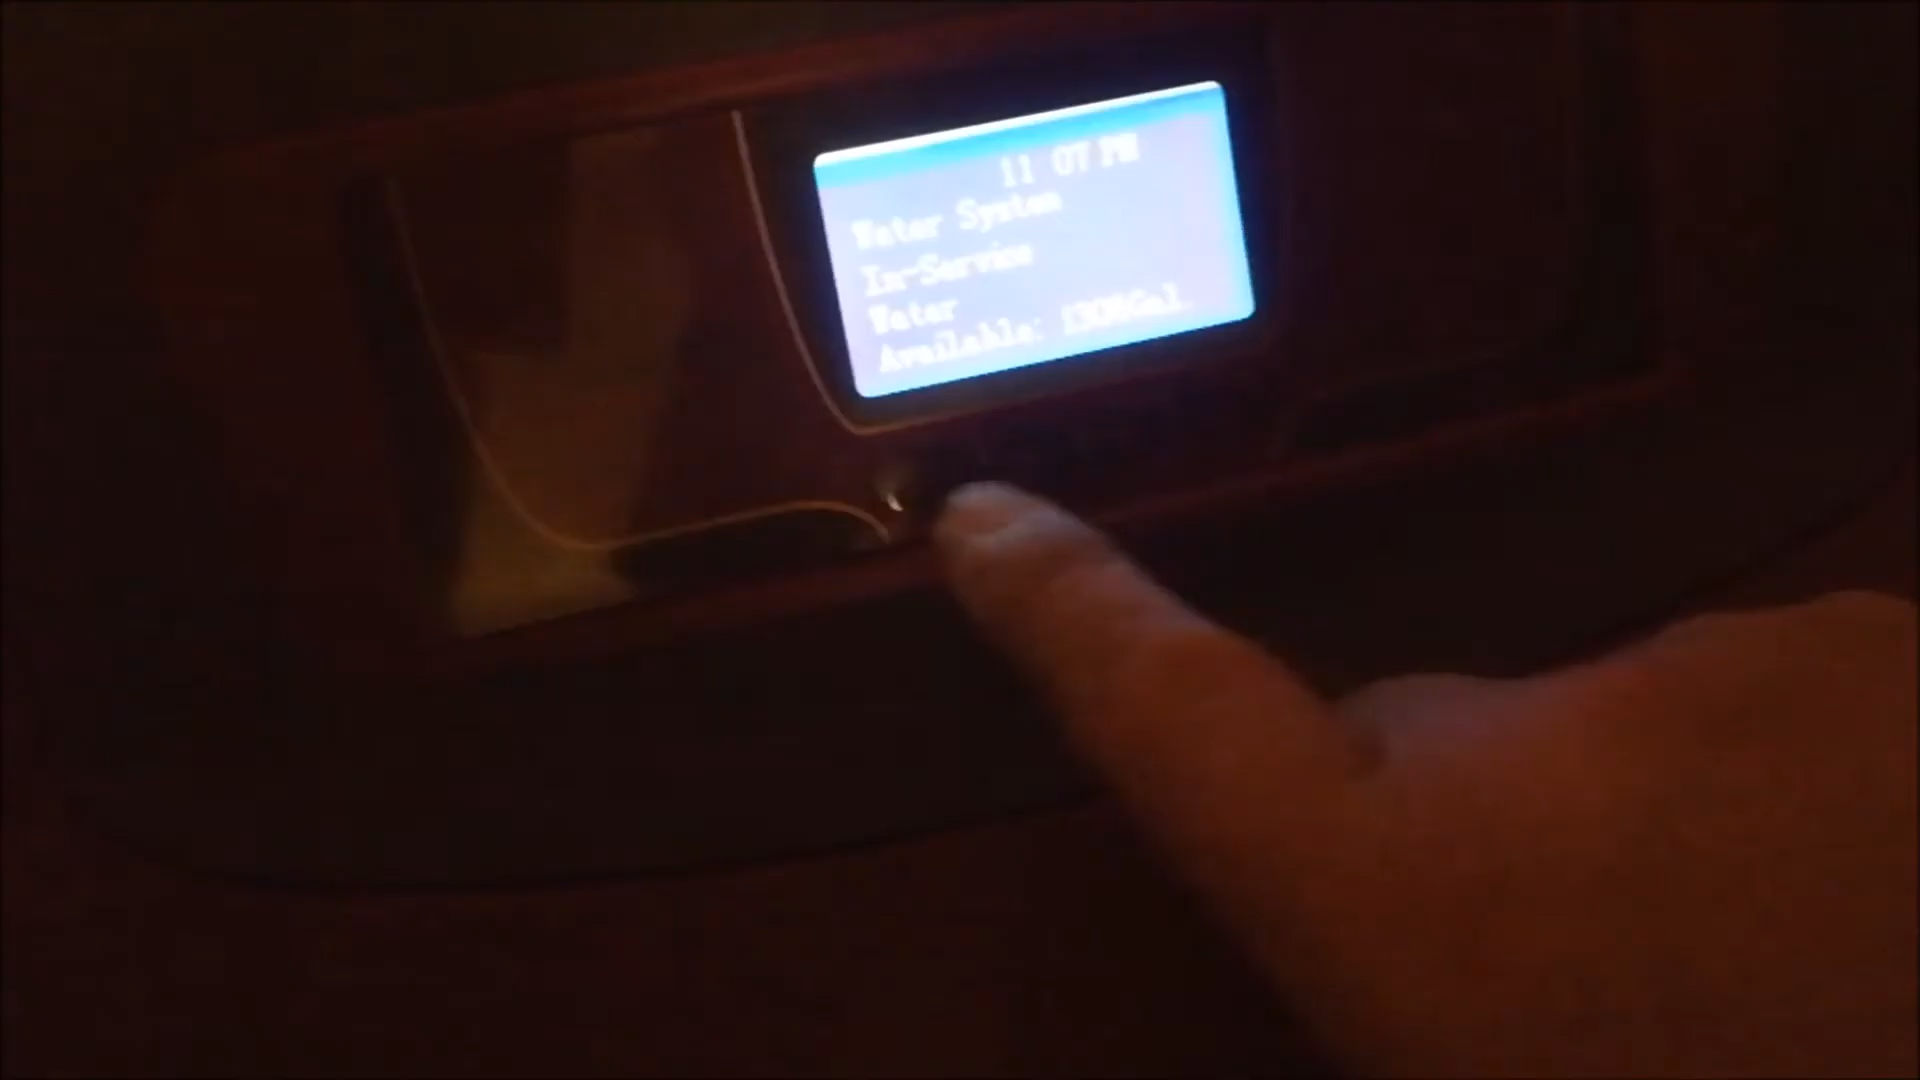 11 07 PM
Water System
In-Service
Water
Available: